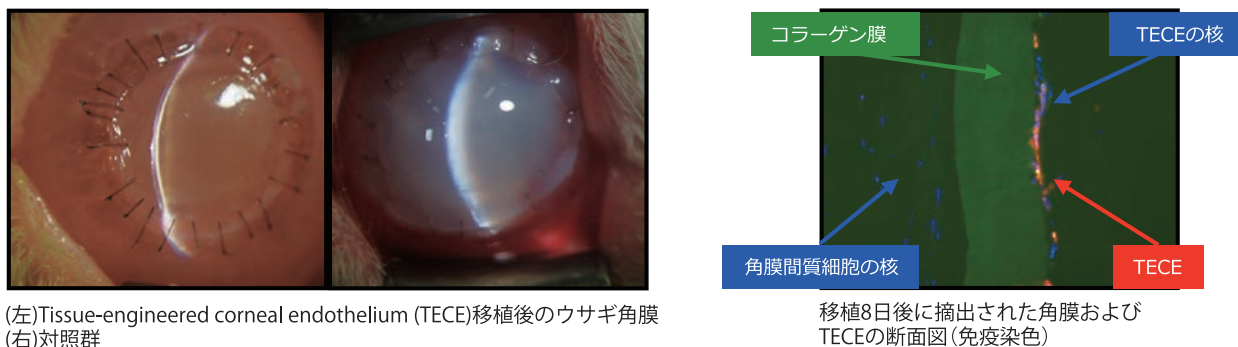 コラーゲン膜
TECEの核
角膜間質細胞の核
TECE
(左)Tissue-engineered corneal endothelium (TECE)移植後のウサギ角膜
(右)対照群
移植8日後に摘出された角膜および
TECEの断面図(免疫染色)